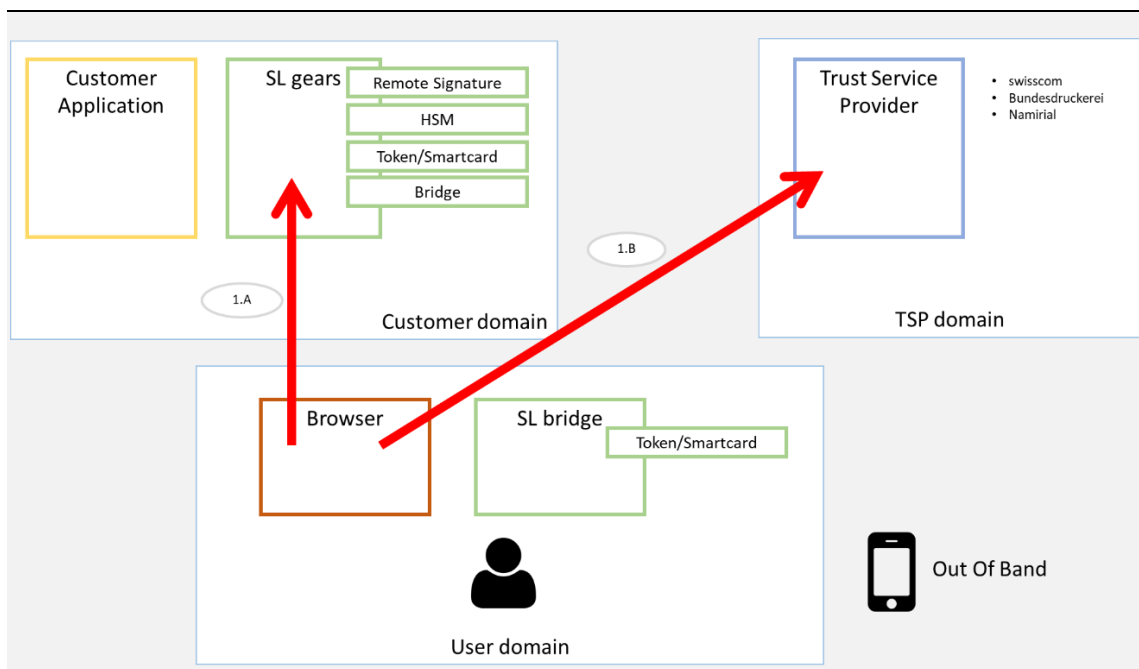 Customer
Application
SL gears
Remote Signature
HSM
Token/Smartcard
Bridge
Trust Service
Provider
• swisscom
• Bundesdruckerei
• Namirial
1.A
1.B
Customer domain
TSP domain
Browser
SL bridge
Token/Smartcard
Out Of Band
User domain